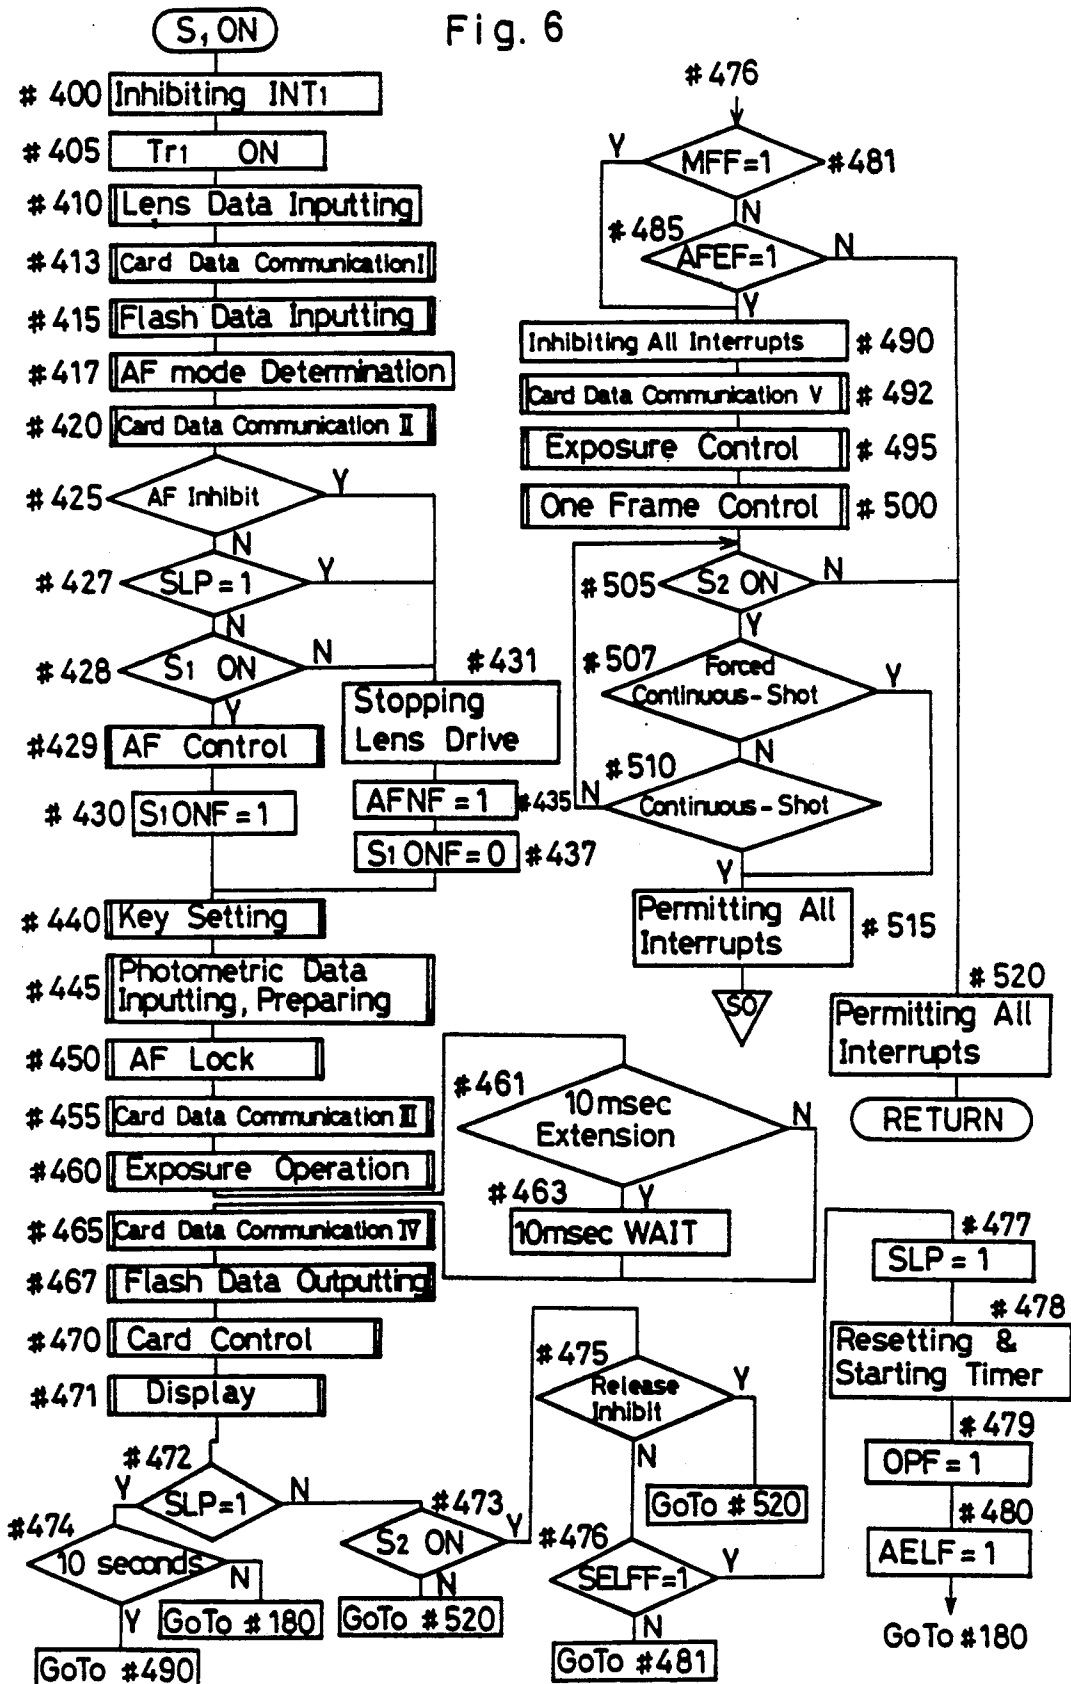 Fig. 6
S1 ON
#400 Inhibiting INT1
#405 Tr1 ON
#410 Lens Data Inputting
#413 Card Data Communication I
#415 Flash Data Inputting
#417 AF mode Determination
#420 Card Data Communication II
#425 AF Inhibit Y
N
#427 SLP=1 Y
N
#428 S1 ON N
Y
#429 AF Control
#430 S1ONF=1
#431
Stopping
Lens Drive
AFNF=1 #435
S1ONF=0 #437
#440 Key Setting
#445 Photometric Data
Inputting, Preparing
#450 AF Lock
#455 Card Data Communication III
#460 Exposure Operation
#461
10msec
Extension N
Y
#463
10msec WAIT
#465 Card Data Communication IV
#467 Flash Data Outputting
#470 Card Control
#471 Display
#472
Y SLP=1 N
#474
10 seconds
N
GoTo #180
Y
GoTo #490
#473
S2 ON Y
N
GoTo #520
#475
Release
Inhibit
Y
GoTo #520
N
#476
SELFF=1 Y
N
GoTo #481
#477
SLP=1
#478
Resetting &
Starting Timer
#479
OPF=1
#480
AELF=1
GoTo #180
#476
Y MFF=1 #481
N
#485
AFEF=1 N
Y
Inhibiting All Interrupts #490
Card Data Communication V #492
Exposure Control #495
One Frame Control #500
#505 S2 ON N
Y
#507 Forced
Continuous-Shot Y
N
#510
N Continuous-Shot
Y
Permitting All
Interrupts #515
SO
#520
Permitting All
Interrupts
RETURN